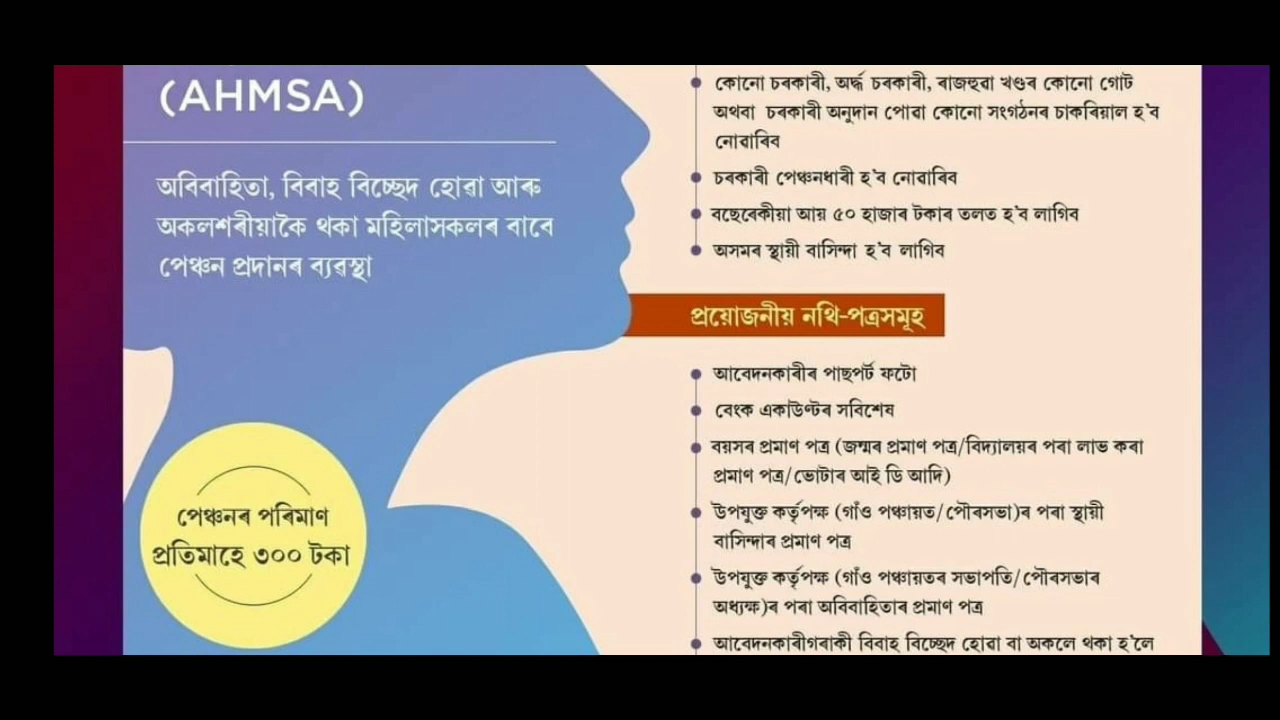 (AHMSA)
অবিবাহিতা, বিবাহ বিচ্ছেদ হোৱা আৰু
অকলশৰীয়াকৈ থকা মহিলাসকলৰ বাবে
পেঞ্চন প্ৰদানৰ ব্যৱস্থা
পেঞ্চনৰ পৰিমাণ
প্ৰতিমাহে ৩০০ টকা
কোনো চৰকাৰী, অৰ্দ্ধ চৰকাৰী, ৰাজহুৱা খণ্ডৰ কোনো গোট
অথবা চৰকাৰী অনুদান পোৱা কোনো সংগঠনৰ চাকৰিয়াল হ'ব
নোৱাৰিব
চৰকাৰী পেঞ্চনধাৰী হ'ব নোৱাৰিব
বছেৰেকীয়া আয় ৫০ হাজাৰ টকাৰ তলত হ'ব লাগিব
অসমৰ স্থায়ী বাসিন্দা হ'ব লাগিব
প্ৰয়োজনীয় নথি-পত্ৰসমূহ
আবেদনকাৰীৰ পাছপৰ্ট ফটো
বেংক একাউণ্টৰ সবিশেষ
বয়সৰ প্ৰমাণ পত্ৰ (জন্মৰ প্ৰমাণ পত্ৰ/বিদ্যালয়ৰ পৰা লাভ কৰা
প্ৰমাণ পত্ৰ/ভোটাৰ আই ডি আদি)
উপযুক্ত কৰ্তৃপক্ষ (গাঁও পঞ্চায়ত/পৌৰসভা)ৰ পৰা স্থায়ী
বাসিন্দাৰ প্ৰমাণ পত্ৰ
উপযুক্ত কৰ্তৃপক্ষ (গাঁও পঞ্চায়তৰ সভাপতি/পৌৰসভাৰ
অধ্যক্ষ)ৰ পৰা অবিবাহিতাৰ প্ৰমাণ পত্ৰ
আবেদনকাৰীগৰাকী বিবাহ বিচ্ছেদ হোৱা বা অকলে থকা হ'লে